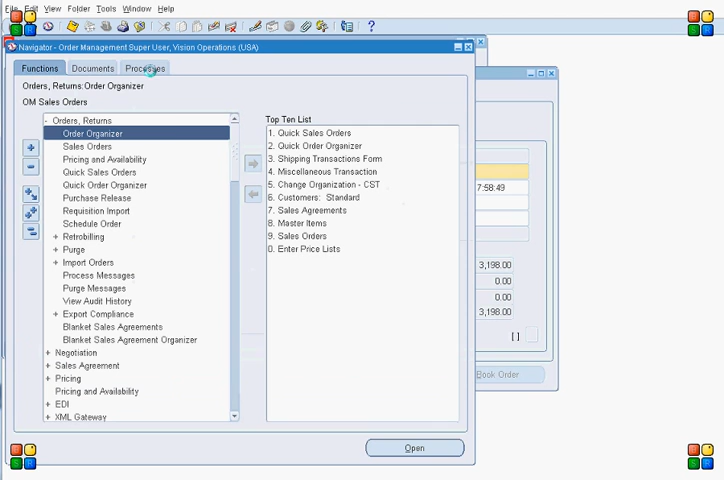 File Edit View Folder Tools Window Help
Navigator - Order Management Super User, Vision Operations (USA)
Functions Documents Processes
Orders, Returns:Order Organizer
OM Sales Orders
- Orders, Returns
Order Organizer
Sales Orders
Pricing and Availability
Quick Sales Orders
Quick Order Organizer
Purchase Release
Requisition Import
Schedule Order
+ Retrobilling
+ Purge
+ Import Orders
Process Messages
Purge Messages
View Audit History
+ Export Compliance
Blanket Sales Agreements
Blanket Sales Agreement Organizer
+ Negotiation
+ Sales Agreement
+ Pricing
Pricing and Availability
+ EDI
+ XML Gateway
Top Ten List
1. Quick Sales Orders
2. Quick Order Organizer
3. Shipping Transactions Form
4. Miscellaneous Transaction
5. Change Organization - CST
6. Customers: Standard
7. Sales Agreements
8. Master Items
9. Sales Orders
0. Enter Price Lists
Open
7:58:49
3,198.00
0.00
0.00
3,198.00
[ ]
Book Order